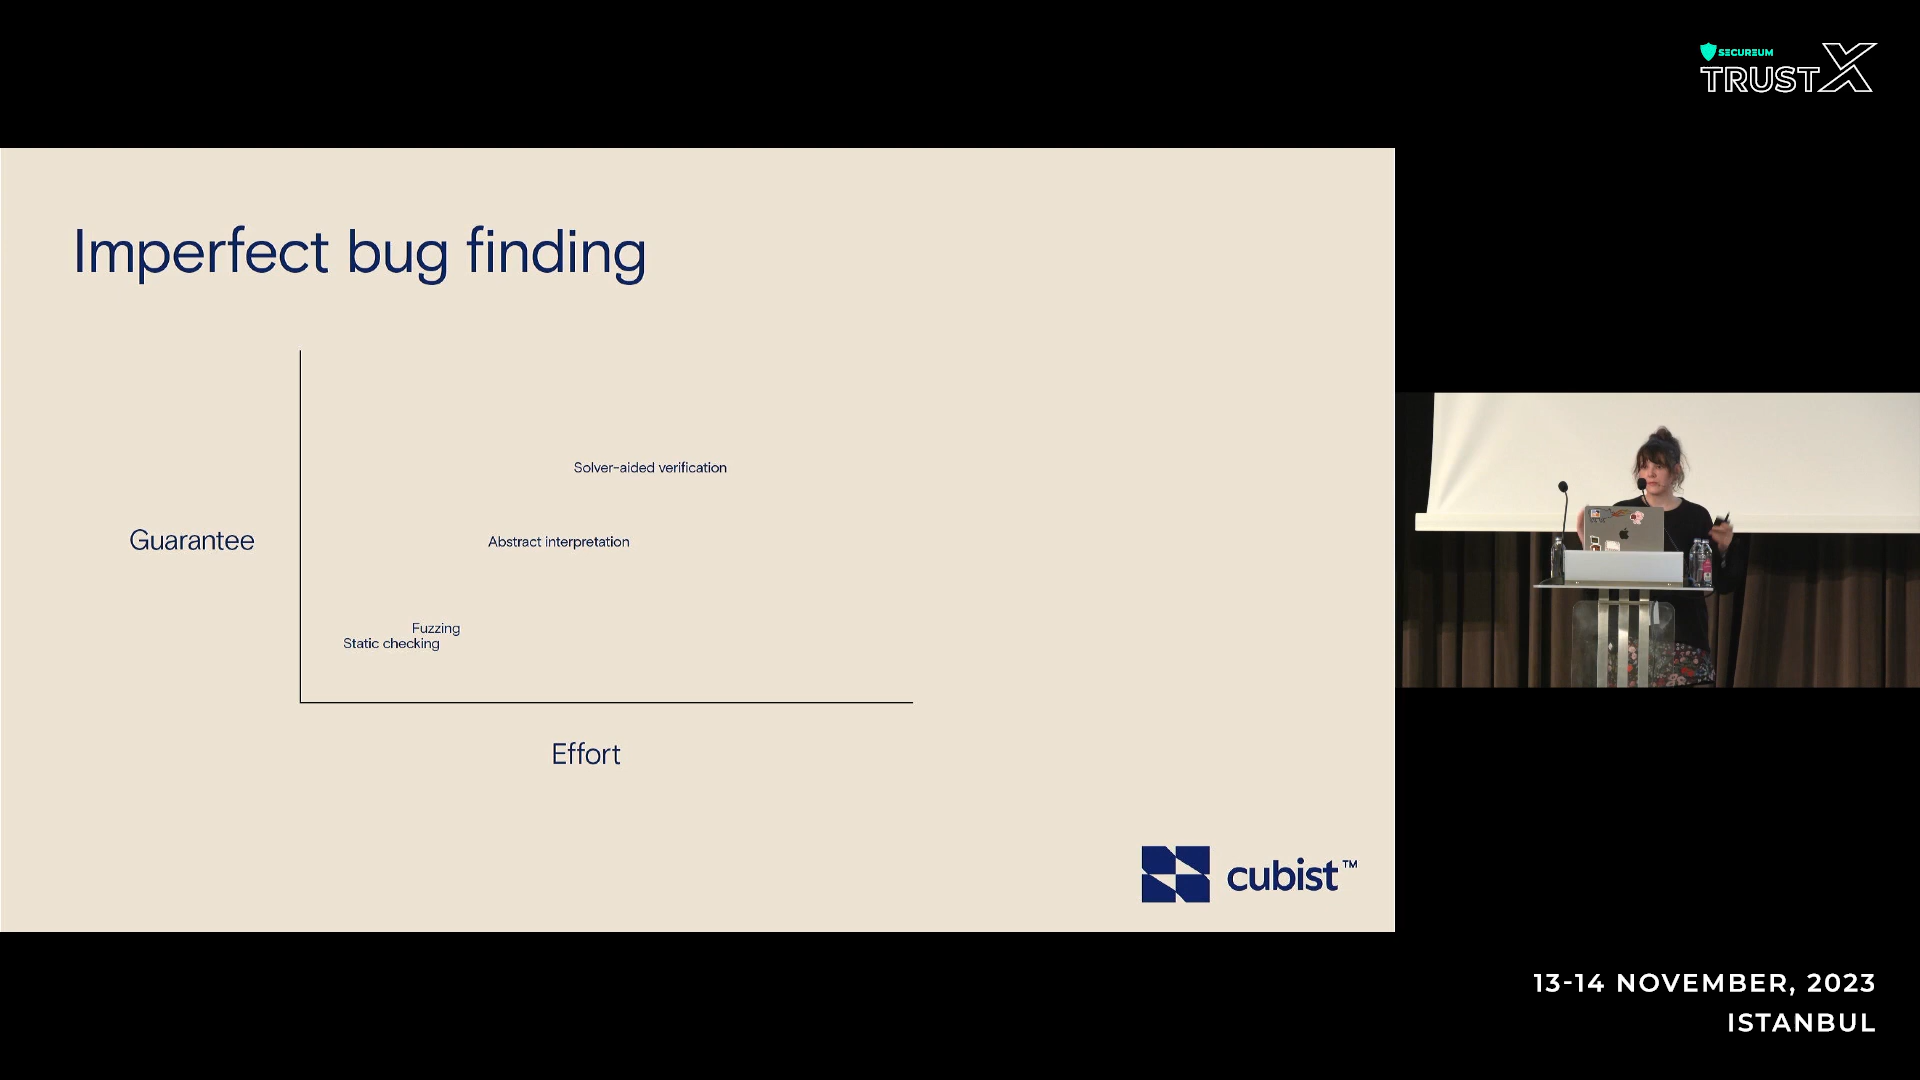 SECUREUM
TRUSTX
Imperfect bug finding
Solver-aided verification
Guarantee
Abstract interpretation
Fuzzing
Static checking
Effort
cubist™
13-14 NOVEMBER, 2023
ISTANBUL